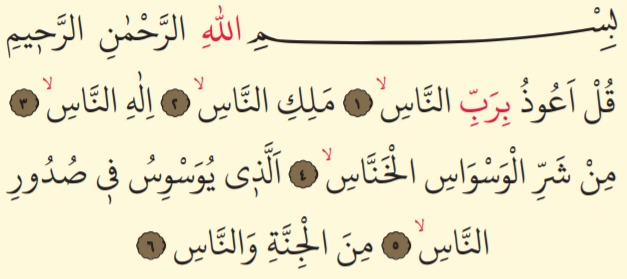 بِسْمِ اللّٰهِ الرَّحْمٰنِ الرَّح۪يمِ
قُلْ اَعُوذُ بِرَبِّ النَّاسِۙ ﴿١﴾ مَلِكِ النَّاسِۙ ﴿٢﴾ اِلٰهِ النَّاسِۙ ﴿٣﴾
مِنْ شَرِّ الْوَسْوَاسِ الْخَنَّاسِۙ ﴿٤﴾ اَلَّذ۪ى يُوَسْوِسُ ف۪ى صُدُورِ
النَّاسِۙ ﴿٥﴾ مِنَ الْجِنَّةِ وَالنَّاسِ ﴿٦﴾